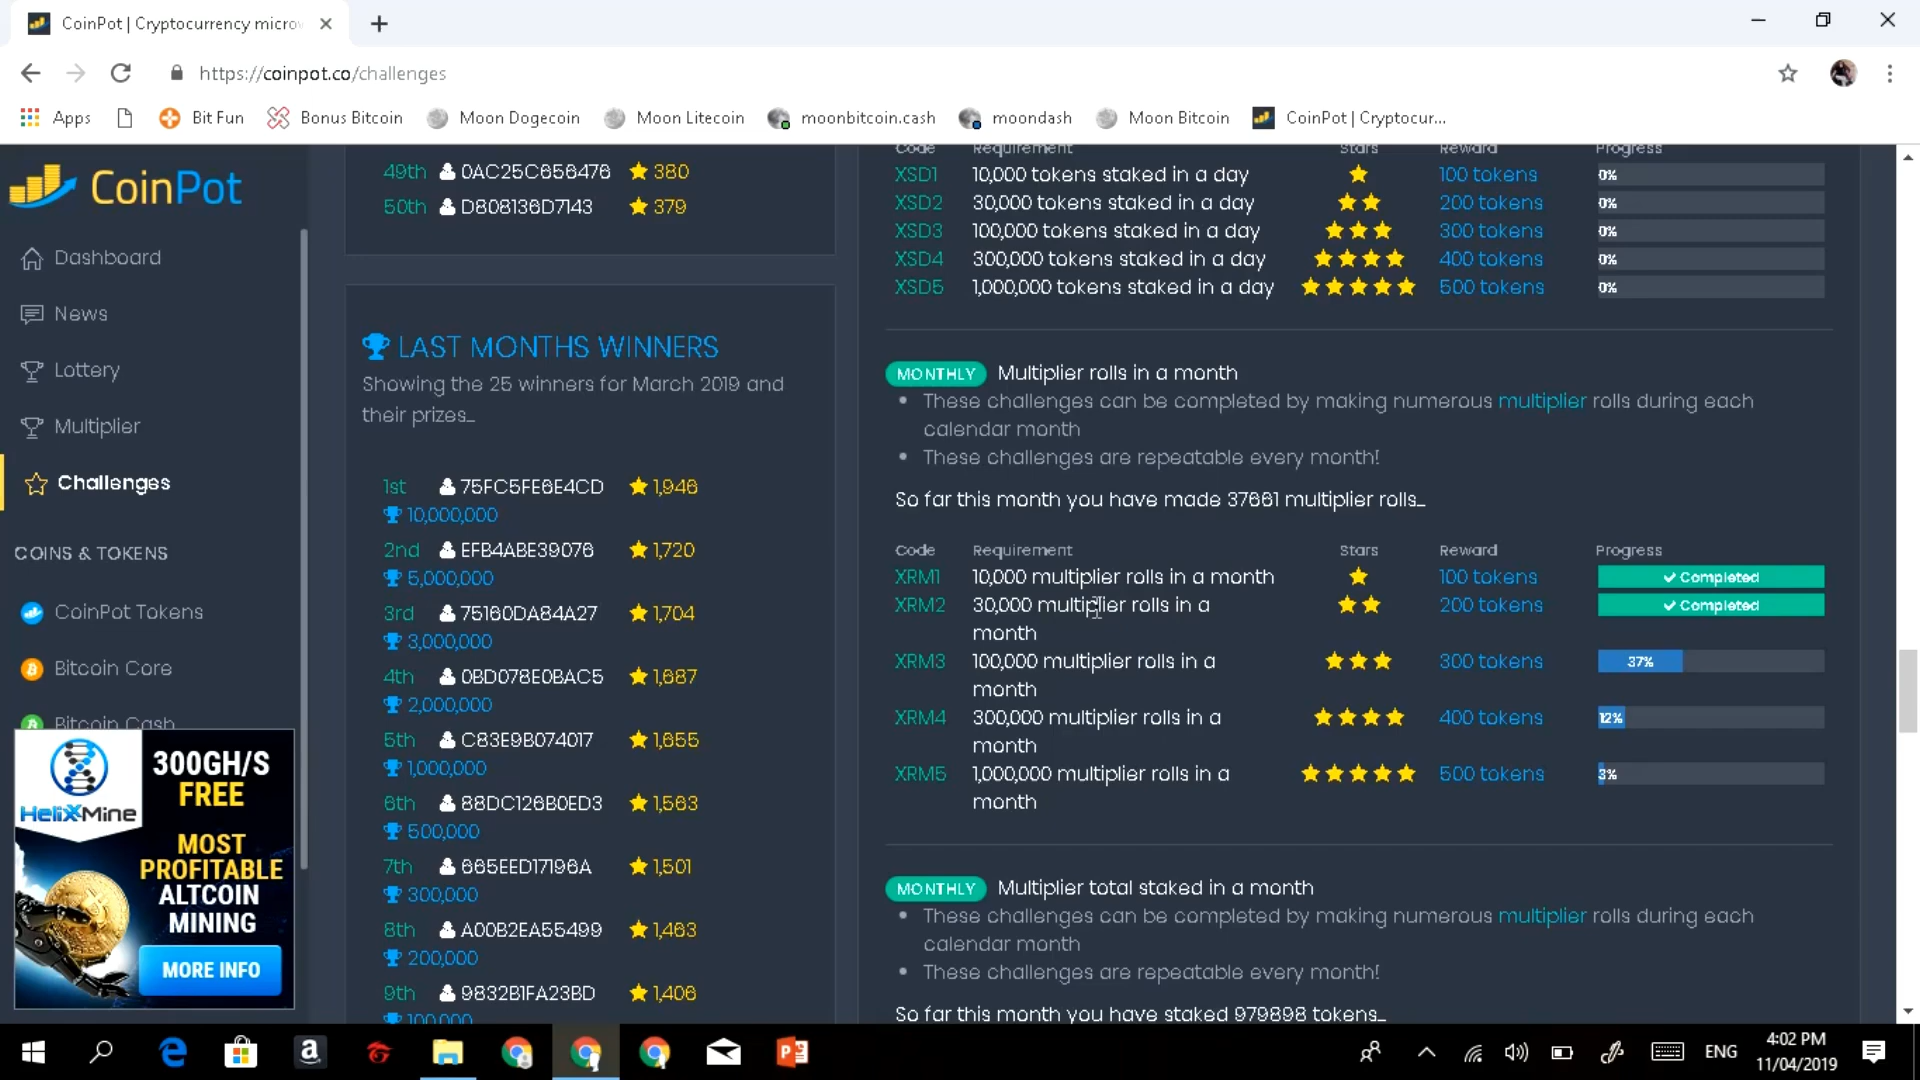 CoinPot | Cryptocurrency micro
https://coinpot.co/challenges
Apps
Bit Fun
Bonus Bitcoin
Moon Dogecoin
Moon Litecoin
moonbitcoin.cash
moondash
Moon Bitcoin
CoinPot | Cryptocur...
CoinPot
Dashboard
News
Lottery
Multiplier
Challenges
COINS & TOKENS
CoinPot Tokens
Bitcoin Core
Bitcoin Cash
HeliXMine
300GH/S
FREE
MOST
PROFITABLE
ALTCOIN
MINING
MORE INFO
49th 0AC25C656476 380
50th D808136D7143 379
LAST MONTHS WINNERS
Showing the 25 winners for March 2019 and
their prizes...
1st 75FC5FE6E4CD 1,946
10,000,000
2nd EFB4ABE39076 1,720
5,000,000
3rd 75160DA84A27 1,704
3,000,000
4th 0BD078E0BAC5 1,687
2,000,000
5th C83E9B074017 1,655
1,000,000
6th 88DC126B0ED3 1,563
500,000
7th 665EED17196A 1,501
300,000
8th A00B2EA55499 1,463
200,000
9th 9832B1FA23BD 1,406
100,000
Code Requirement Stars Reward Progress
XSD1 10,000 tokens staked in a day 100 tokens 0%
XSD2 30,000 tokens staked in a day 200 tokens 0%
XSD3 100,000 tokens staked in a day 300 tokens 0%
XSD4 300,000 tokens staked in a day 400 tokens 0%
XSD5 1,000,000 tokens staked in a day 500 tokens 0%
MONTHLY Multiplier rolls in a month
These challenges can be completed by making numerous multiplier rolls during each
calendar month
These challenges are repeatable every month!
So far this month you have made 37661 multiplier rolls...
Code Requirement Stars Reward Progress
XRM1 10,000 multiplier rolls in a month 100 tokens Completed
XRM2 30,000 multiplier rolls in a 200 tokens Completed
month
XRM3 100,000 multiplier rolls in a 300 tokens 37%
month
XRM4 300,000 multiplier rolls in a 400 tokens 12%
month
XRM5 1,000,000 multiplier rolls in a 500 tokens 3%
month
MONTHLY Multiplier total staked in a month
These challenges can be completed by making numerous multiplier rolls during each
calendar month
These challenges are repeatable every month!
So far this month you have staked 979898 tokens...
ENG
4:02 PM
11/04/2019